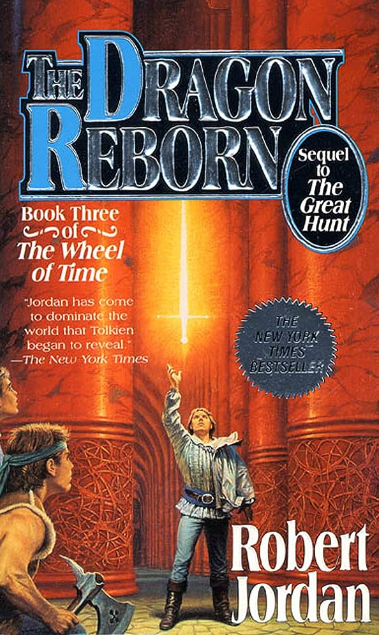 THE DRAGON
REBORN
Sequel
to
The
Great
Hunt
Book Three
of
The Wheel
of Time
"Jordan has come
to dominate the
world that Tolkien
began to reveal."
—The New York Times
THE
NEW YORK
TIMES
BESTSELLER
Robert
Jordan